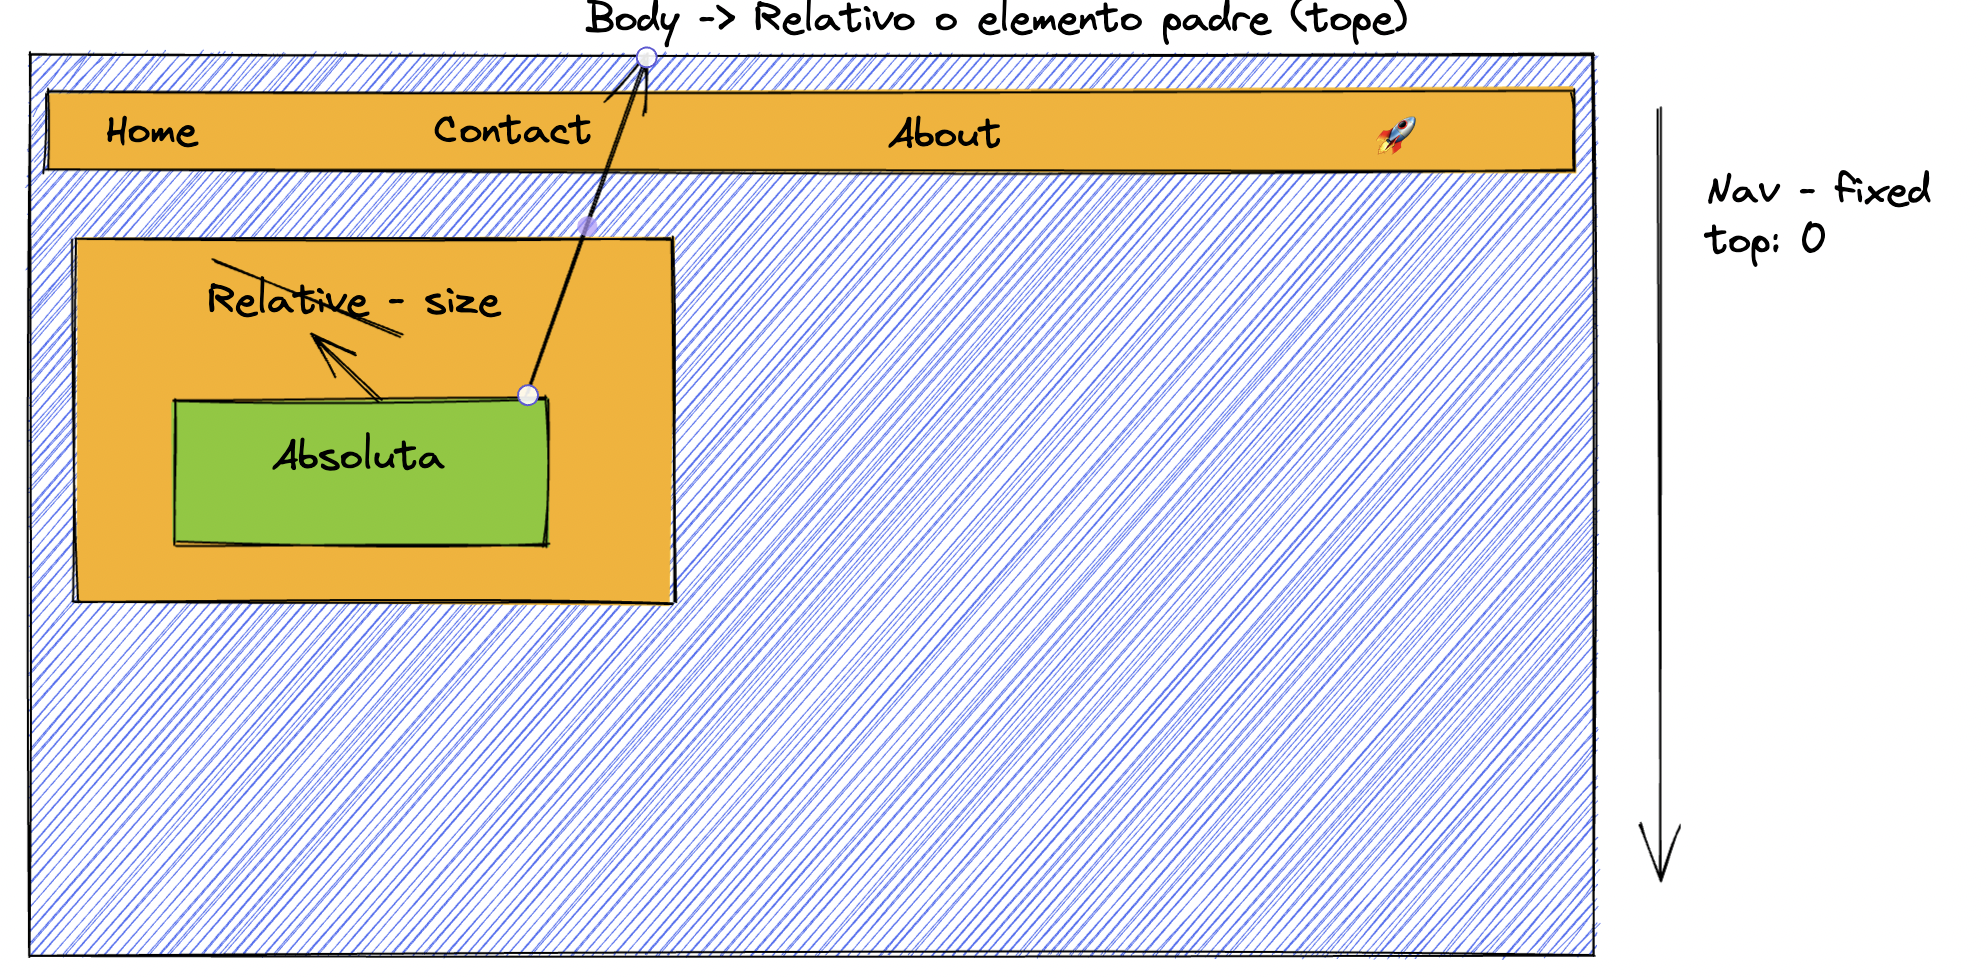 Body -> Relativo o elemento padre (tope)
Home Contact About 🚀
Nav - fixed
top: 0
Relative - size
Absoluta